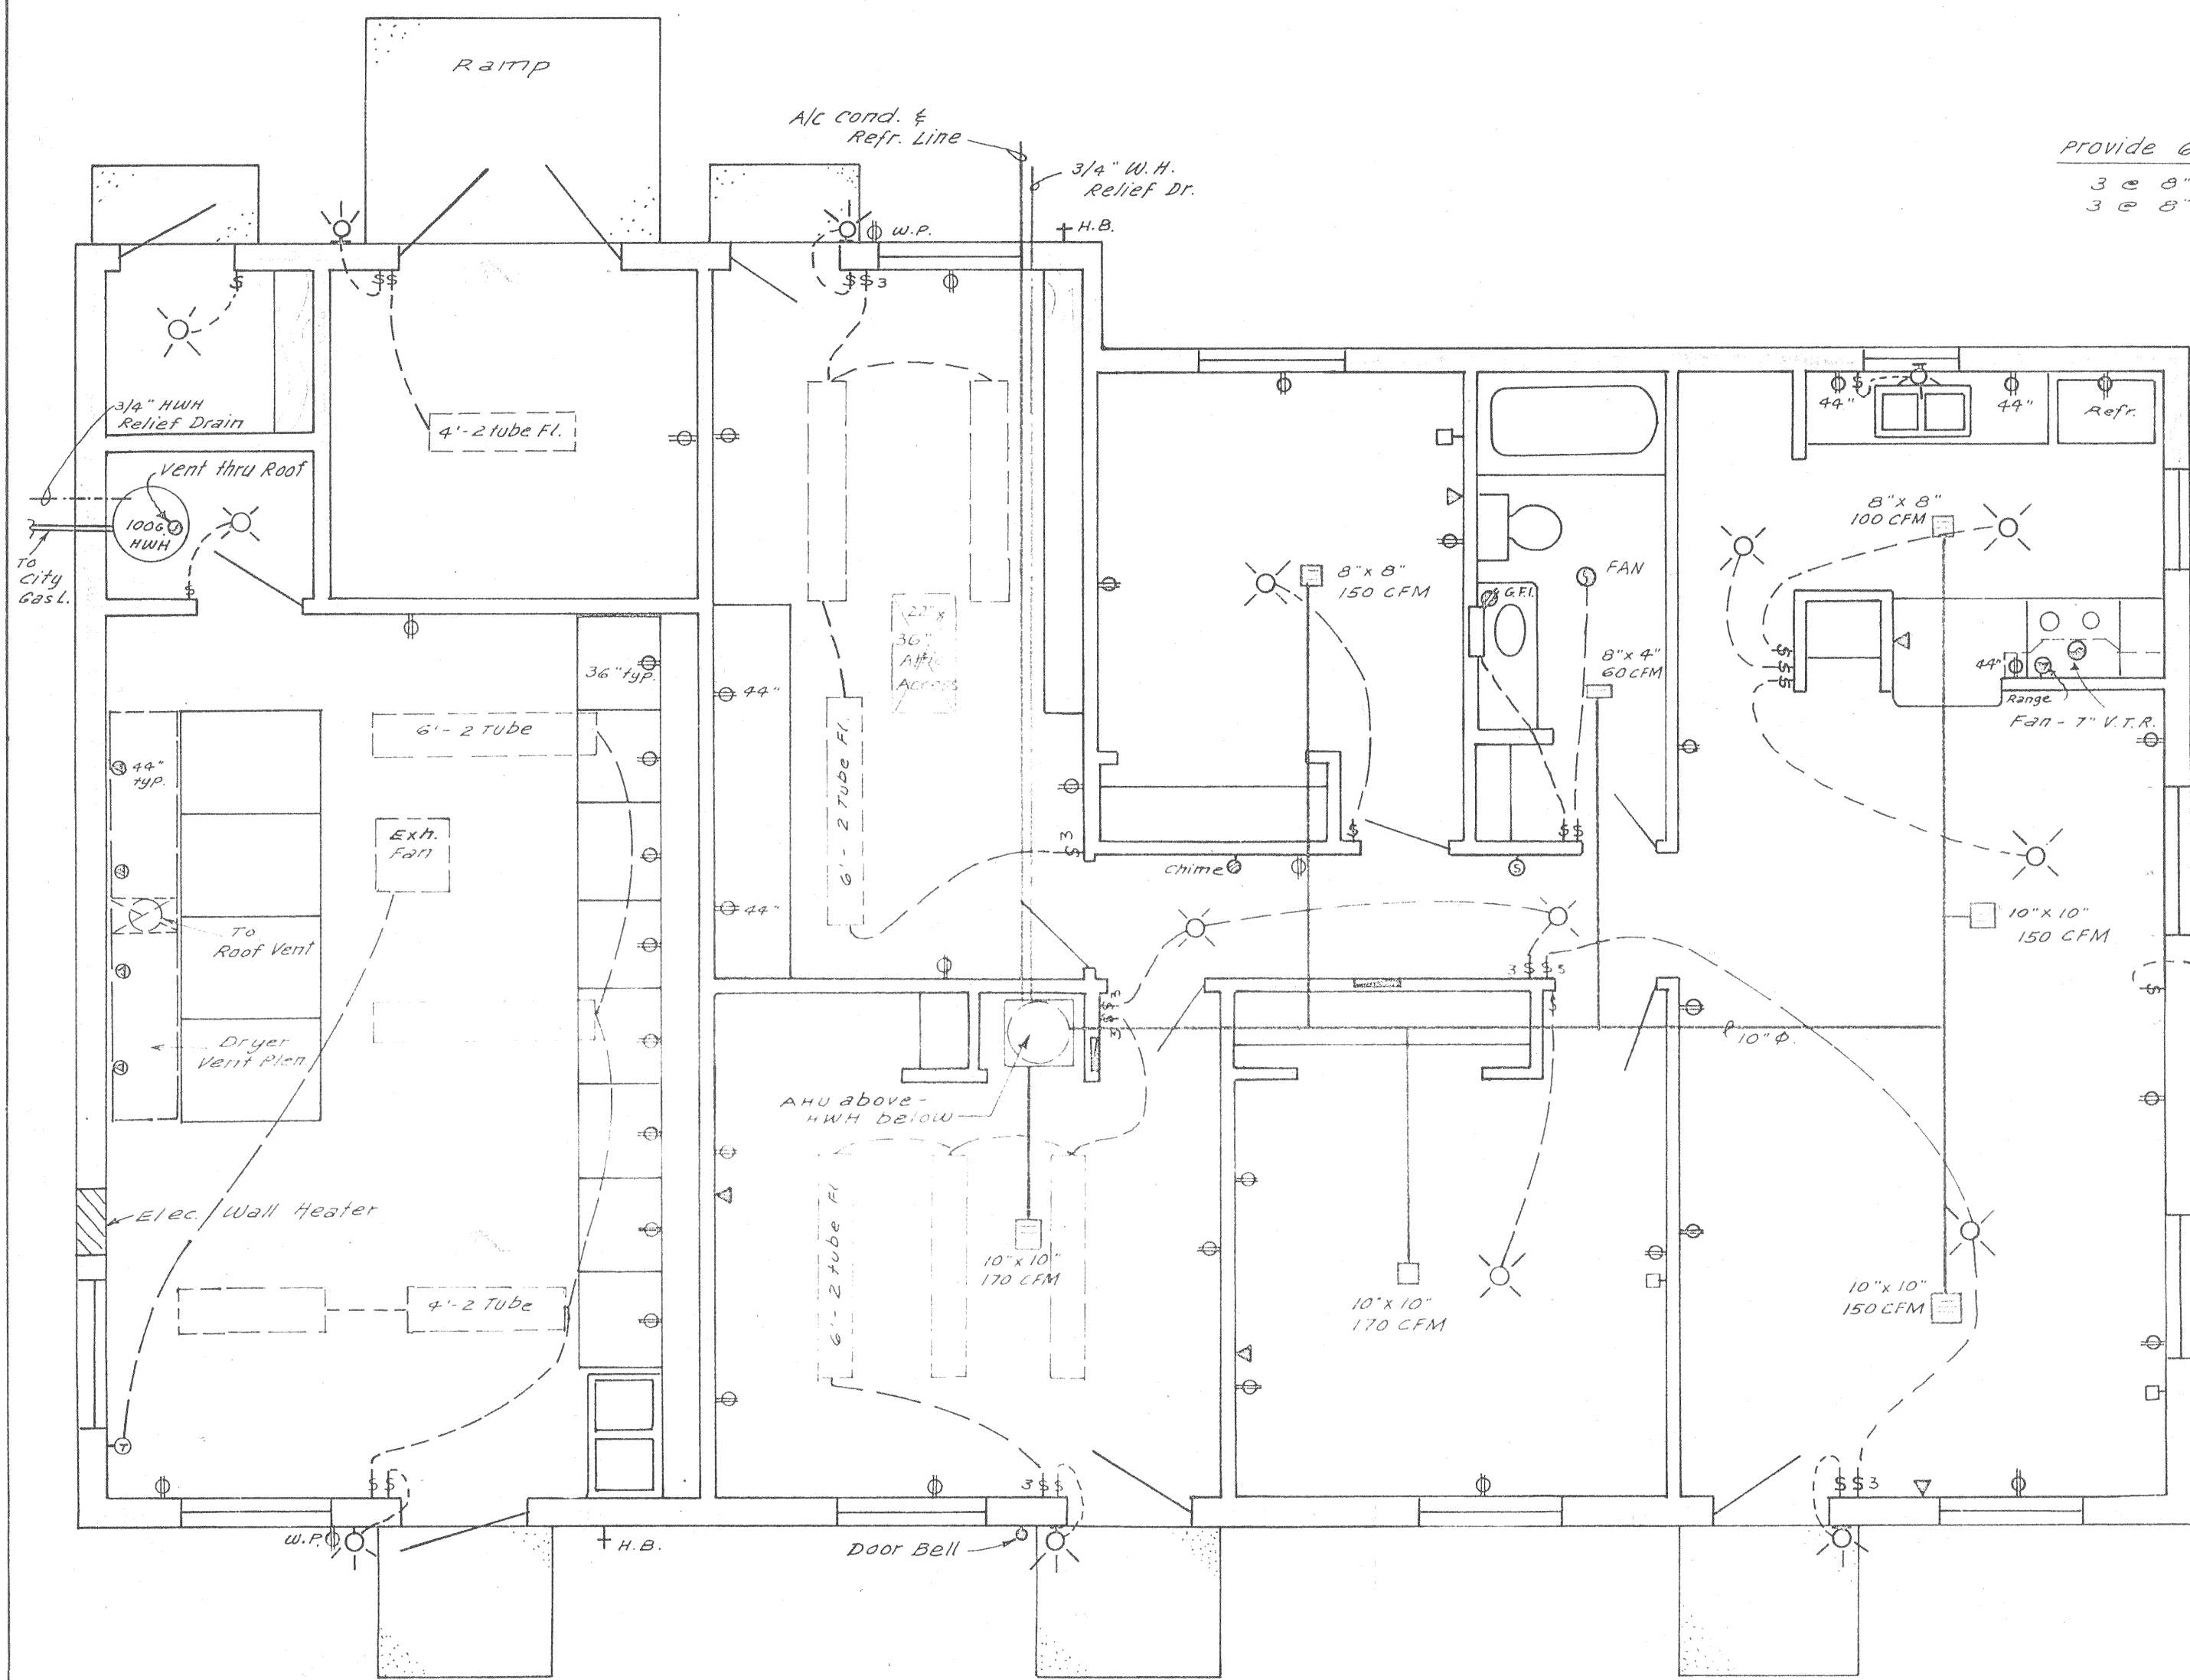 Ramp
A/C Cond. &
Refr. Line
3/4" W.H.
Relief Dr.
Provide 6
3 @ 8"
3 @ 8"
W.P.
H.B.
$
$$
$$3
3/4" HWH
Relief Drain
Vent thru Roof
100G.
HWH
To
City
Gas L.
$
4'-2 tube Fl.
44"
44"
Refr.
8"x 8"
100 CFM
8"x 8"
150 CFM
FAN
G.F.I.
8"x 4"
60 CFM
22"x
36"
Attic
Access
36" typ.
44"
44"
Range
Fan - 7" V.T.R.
6'-2 Tube
6'-2 Tube Fl.
44"
typ.
Exh.
Fan
$3
$
$$
Chime
S
44"
To
Roof Vent
10"x 10"
150 CFM
3$$3
$
10"φ.
Dryer
Vent Plen.
AHU above-
HWH below
Elec. Wall Heater
6'-2 tube Fl
10"x 10"
170 CFM
10"x 10"
170 CFM
10"x 10"
150 CFM
4'-2 Tube
T
$$
3$$
$$3
W.P.
H.B.
Door Bell